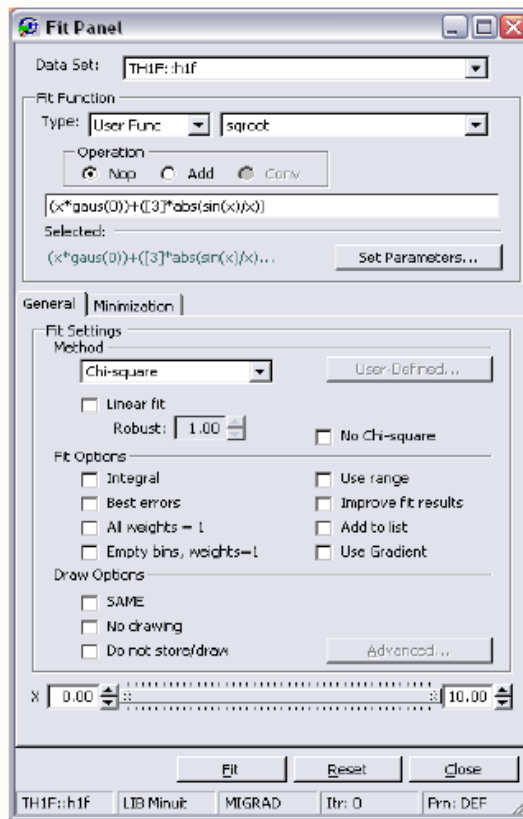 Fit Panel
Data Set: TH1F::h1f
Fit Function
Type: User Func sqroot
Operation
Nop Add Conv
(x*gaus(0))+([3]*abs(sin(x)/x))
Selected:
(x*gaus(0))+([3]*abs(sin(x)/x)... Set Parameters...
General Minimization
Fit Settings
Method
Chi-square User-Defined...
Linear fit
Robust: 1.00 No Chi-square
Fit Options
Integral Use range
Best errors Improve fit results
All weights = 1 Add to list
Empty bins, weights=1 Use Gradient
Draw Options
SAME
No drawing
Do not store/draw Advanced...
X 0.00 10.00
Fit Reset Close
TH1F::h1f LIB Minuit MIGRAD Itr: 0 Prn: DEF